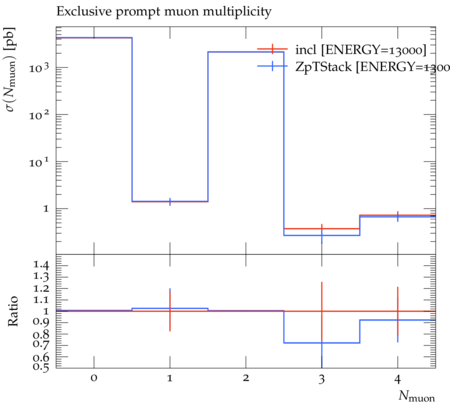 Exclusive prompt muon multiplicity
σ(N_muon) [pb]
10^3
10^2
10^1
1
incl [ENERGY=13000]
ZpTStack [ENERGY=1300
Ratio
1.4
1.3
1.2
1.1
1
0.9
0.8
0.7
0.6
0.5
0 1 2 3 4
N_muon